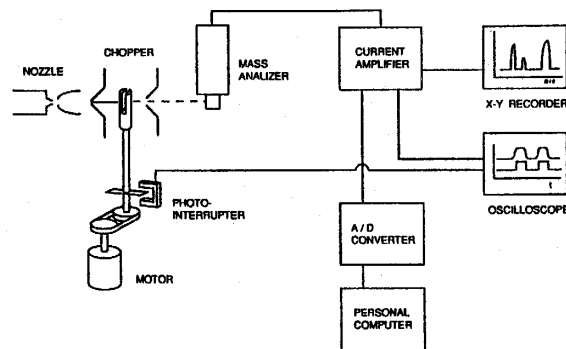 CHOPPER
NOZZLE
MASS
ANALIZER
CURRENT
AMPLIFIER
X-Y RECORDER
PHOTO-
INTERRUPTER
MOTOR
A / D
CONVERTER
t
OSCILLOSCOPE
PERSONAL
COMPUTER